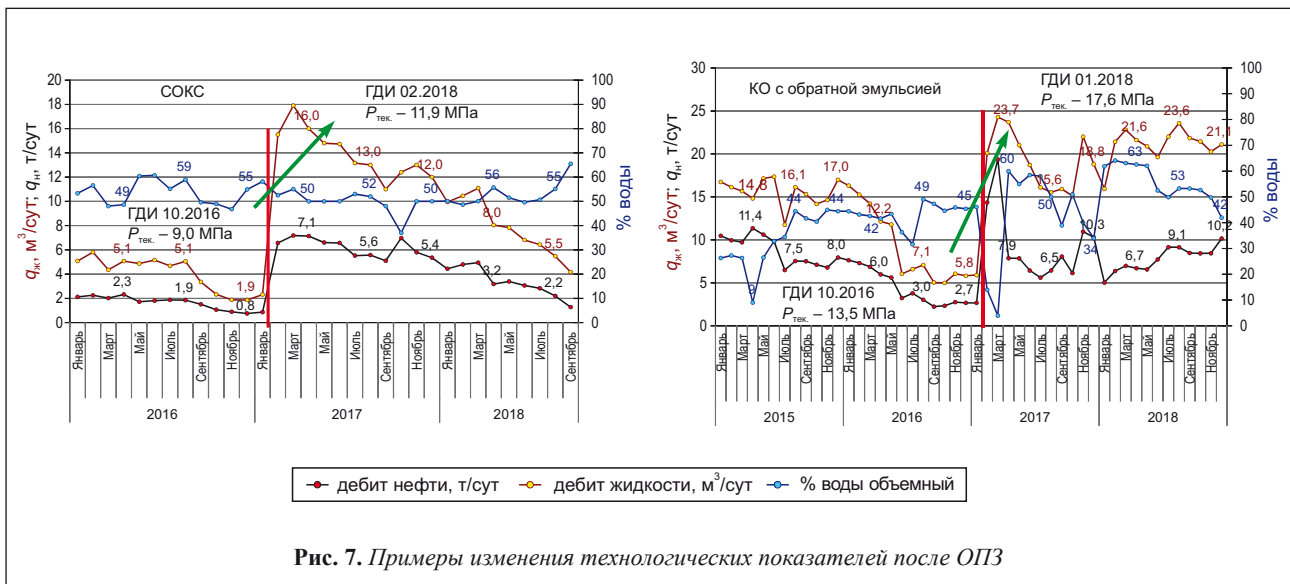 СОКС
ГДИ 02.2018
Pтек. – 11,9 МПа
ГДИ 10.2016
Pтек. – 9,0 МПа
qж, м³/сут; qн, т/сут
20
18
16
14
12
10
8
6
4
2
0
% воды
100
90
80
70
60
50
40
30
20
10
0
49
59
55
50
52
50
56
55
5,1
5,1
1,9
16,0
13,0
12,0
8,0
5,5
2,3
1,9
0,8
7,1
5,6
5,4
3,2
2,2
Январь
Март
Май
Июль
Сентябрь
Ноябрь
Январь
Март
Май
Июль
Сентябрь
Ноябрь
Январь
Март
Май
Июль
Сентябрь
2016
2017
2018
КО с обратной эмульсией
ГДИ 01.2018
Pтек. – 17,6 МПа
ГДИ 10.2016
Pтек. – 13,5 МПа
qж, м³/сут; qн, т/сут
30
25
20
15
10
5
0
% воды
100
90
80
70
60
50
40
30
20
10
0
14,8
16,1
17,0
12,2
7,1
5,8
23,7
15,6
18,8
21,6
23,6
21,1
9
44
44
42
49
45
60
50
34
63
53
42
11,4
7,5
8,0
6,0
3,0
2,7
7,9
6,5
10,3
6,7
9,1
10,2
Январь
Март
Май
Июль
Сентябрь
Ноябрь
Январь
Март
Май
Июль
Сентябрь
Ноябрь
Январь
Март
Май
Июль
Сентябрь
Ноябрь
Январь
Март
Май
Июль
Сентябрь
Ноябрь
2015
2016
2017
2018
дебит нефти, т/сут
дебит жидкости, м³/сут
% воды объемный
Рис. 7. Примеры изменения технологических показателей после ОПЗ